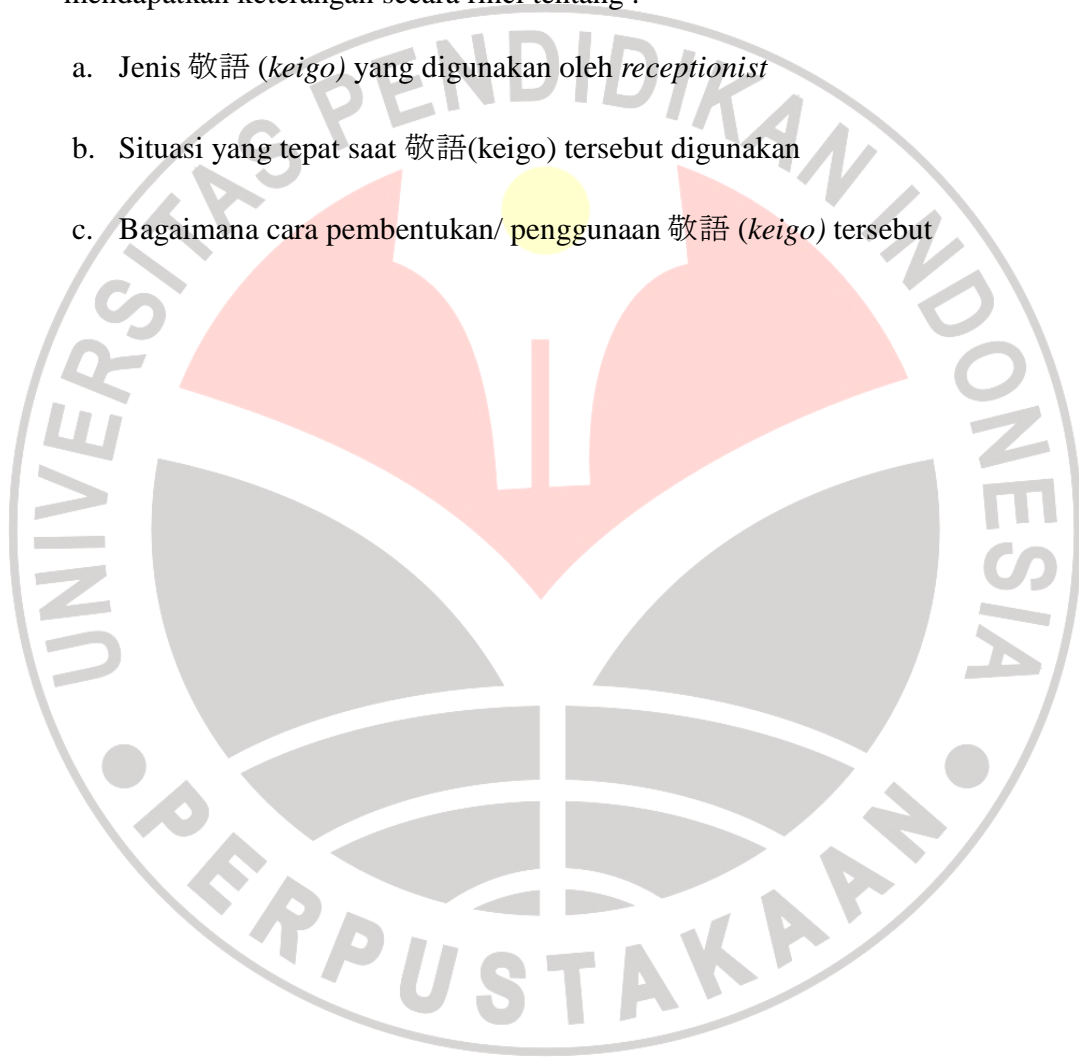 a. Jenis 敬語 (keigo) yang digunakan oleh receptionist
b. Situasi yang tepat saat 敬語(keigo) tersebut digunakan
c. Bagaimana cara pembentukan/ penggunaan 敬語 (keigo) tersebut
UNIVERSITAS PENDIDIKAN INDONESIA
PERPUSTAKAAN